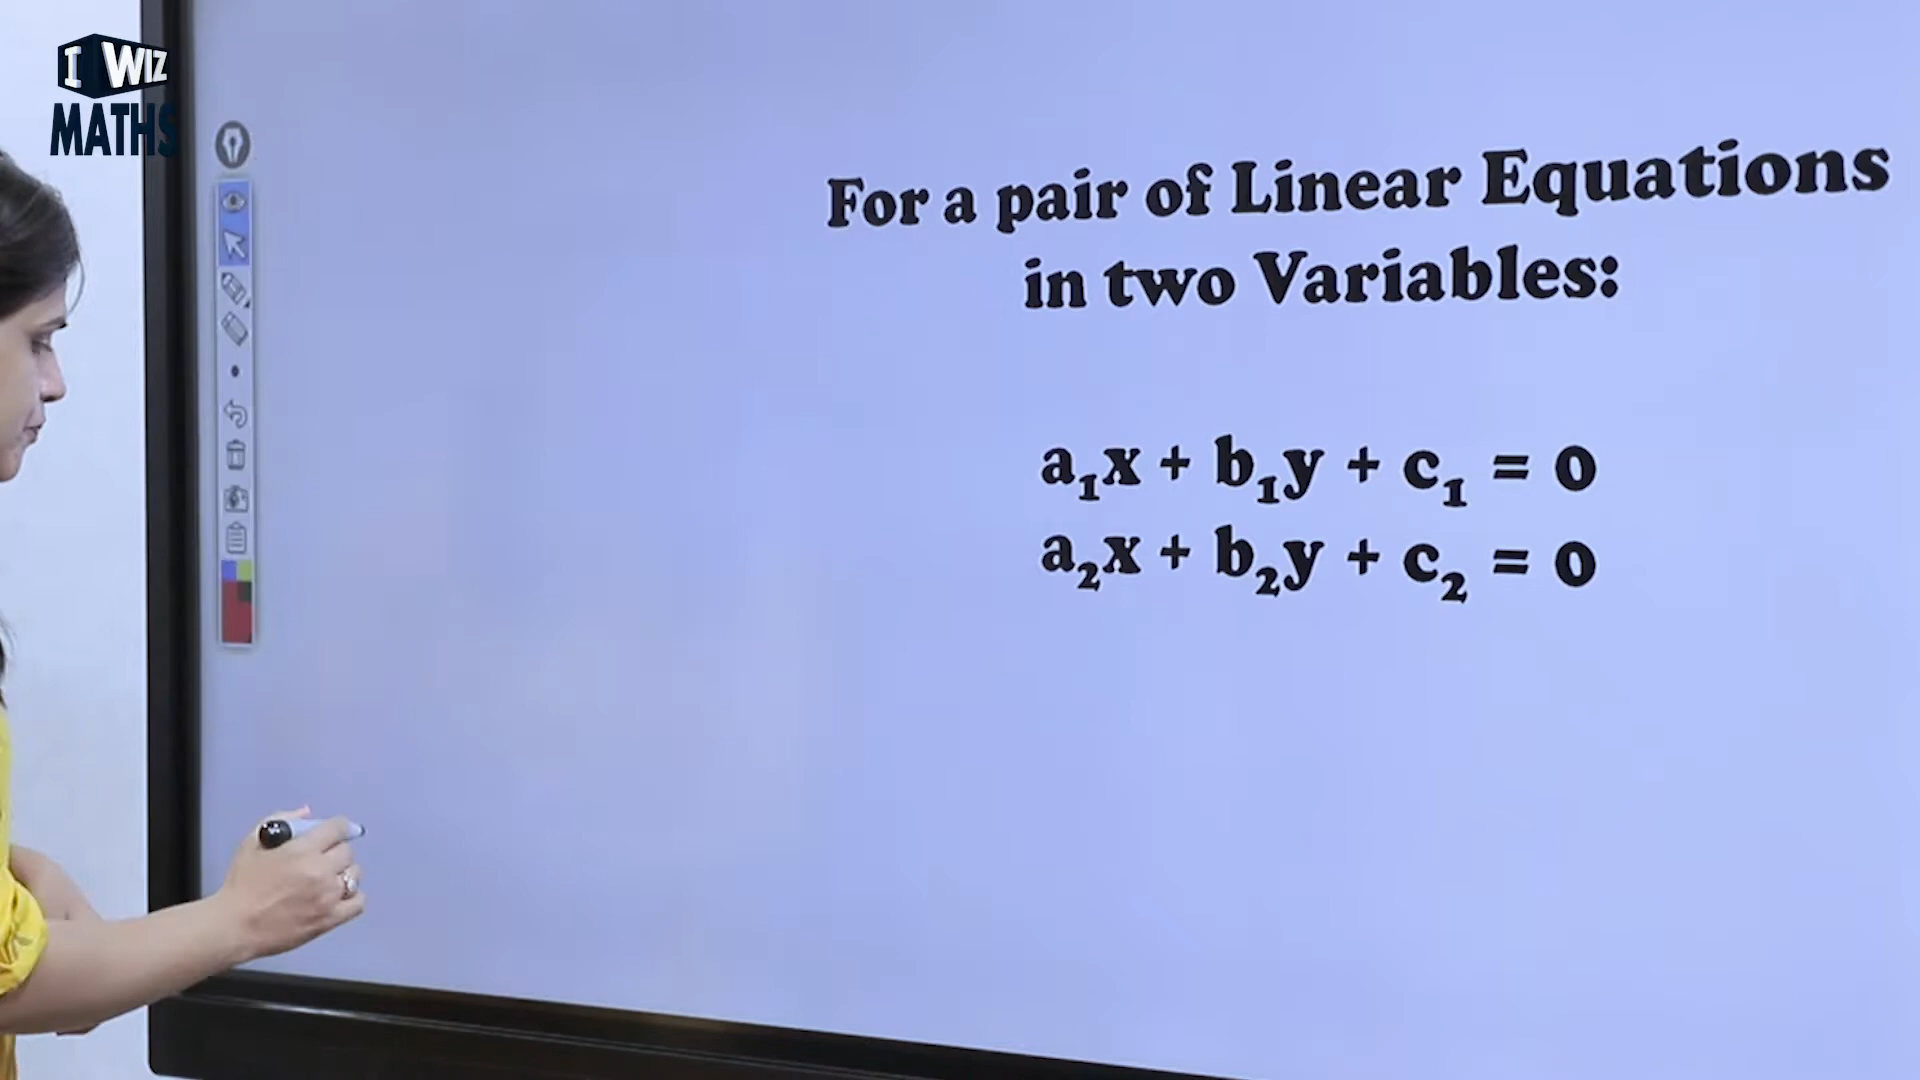 I WIZ
MATHS
For a pair of Linear Equations
in two Variables:
a₁x + b₁y + c₁ = 0
a₂x + b₂y + c₂ = 0